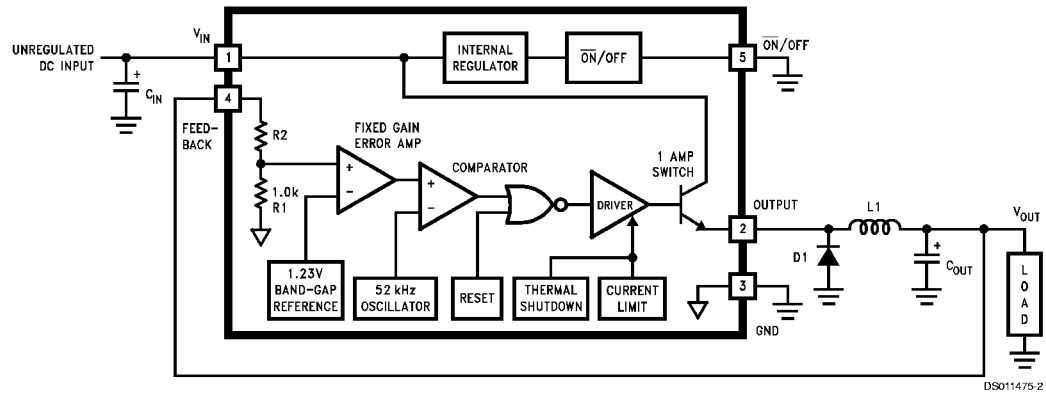 UNREGULATED
DC INPUT
+
C_IN
V_IN
1
4
FEED-
BACK
R2
1.0k
R1
FIXED GAIN
ERROR AMP
+
−
COMPARATOR
+
−
INTERNAL
REGULATOR
O̅N̅/OFF
5
O̅N̅/OFF
DRIVER
1 AMP
SWITCH
OUTPUT
2
L1
D1
+
C_OUT
V_OUT
LOAD
1.23V
BAND-GAP
REFERENCE
52 kHz
OSCILLATOR
RESET
THERMAL
SHUTDOWN
CURRENT
LIMIT
3
GND
DS011475-2